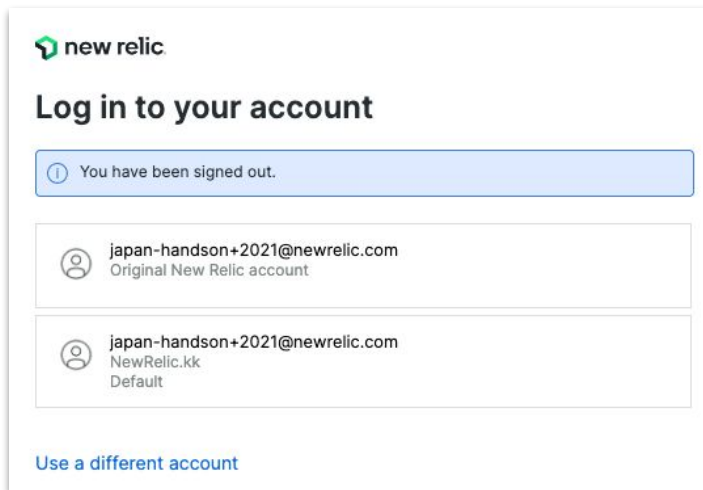 new relic.
Log in to your account
You have been signed out.
japan-handson+2021@newrelic.com
Original New Relic account
japan-handson+2021@newrelic.com
NewRelic.kk
Default
Use a different account